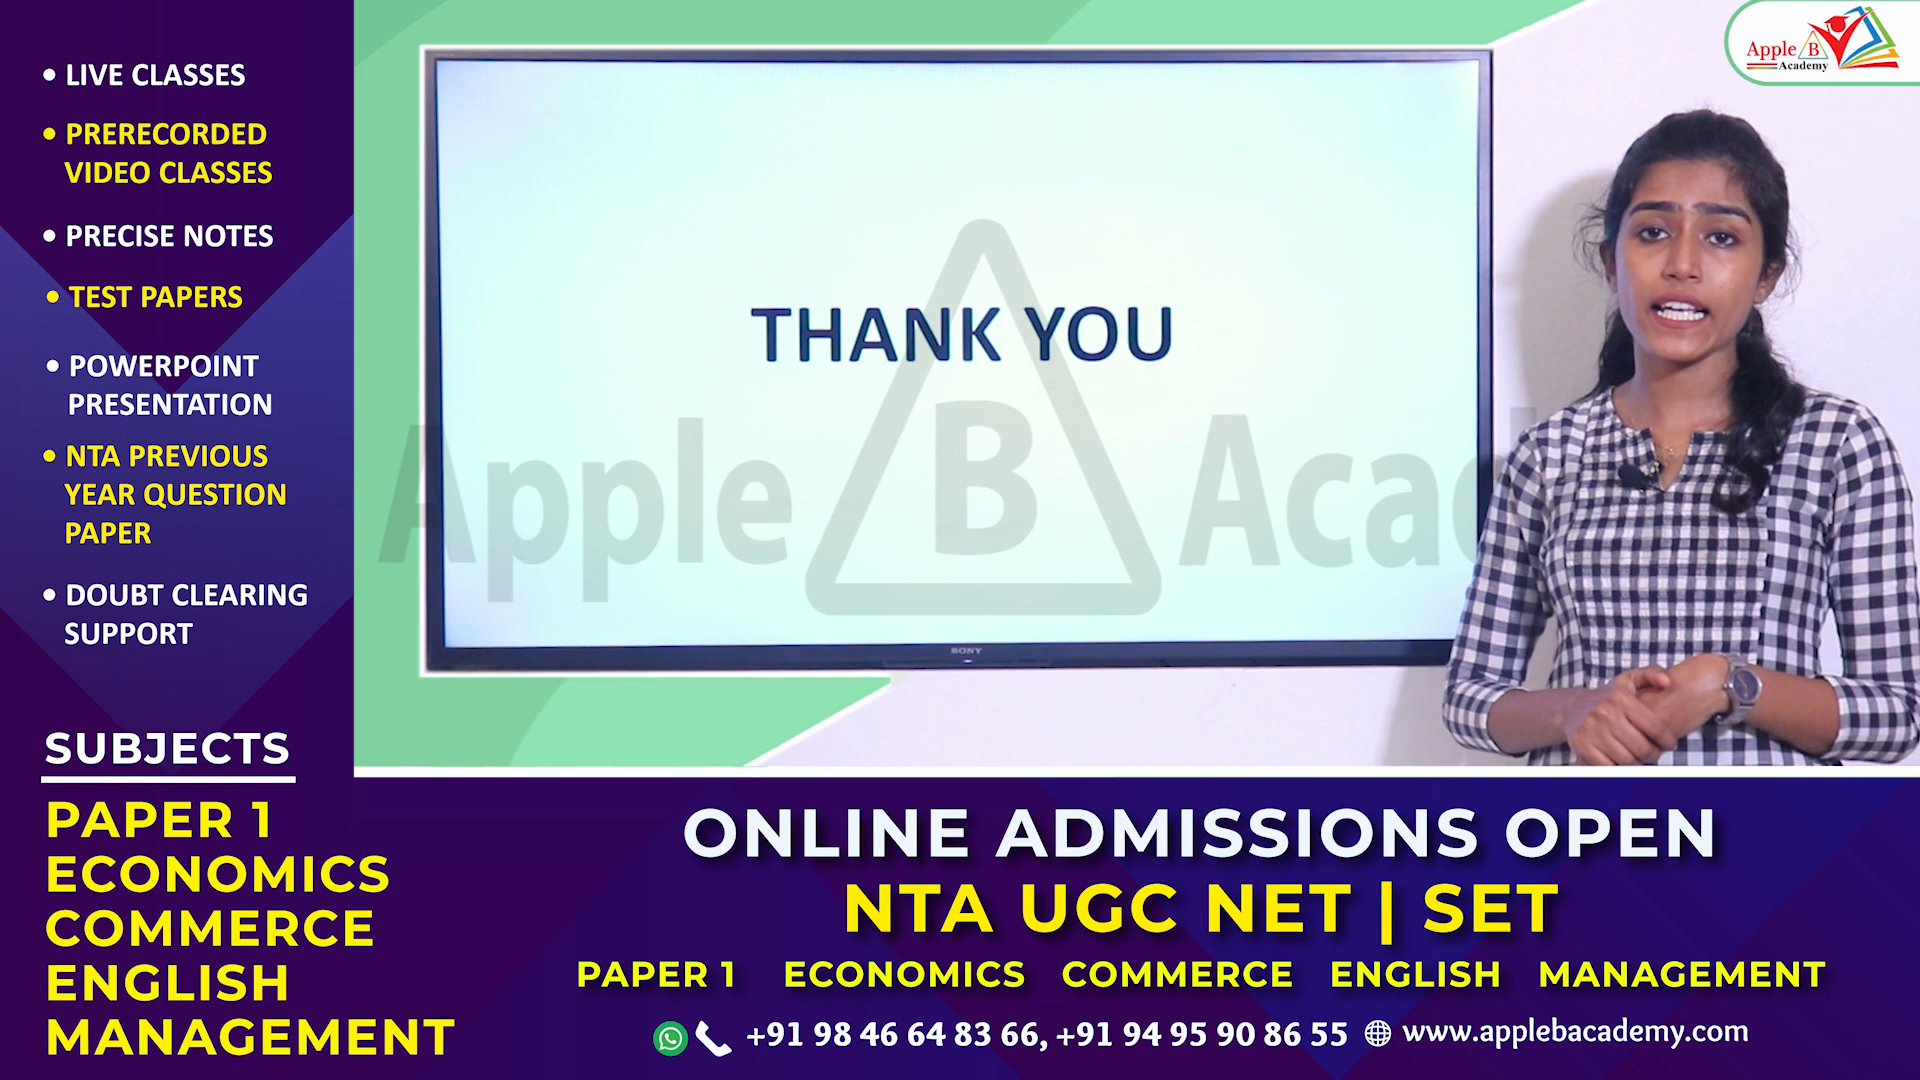 • LIVE CLASSES
• PRERECORDED
VIDEO CLASSES
• PRECISE NOTES
• TEST PAPERS
• POWERPOINT
PRESENTATION
• NTA PREVIOUS
YEAR QUESTION
PAPER
• DOUBT CLEARING
SUPPORT
SUBJECTS
PAPER 1
ECONOMICS
COMMERCE
ENGLISH
MANAGEMENT
Apple B
Academy
THANK YOU
Apple B Acad
SONY
ONLINE ADMISSIONS OPEN
NTA UGC NET | SET
PAPER 1 ECONOMICS COMMERCE ENGLISH MANAGEMENT
+91 98 46 64 83 66, +91 94 95 90 86 55 www.applebacademy.com